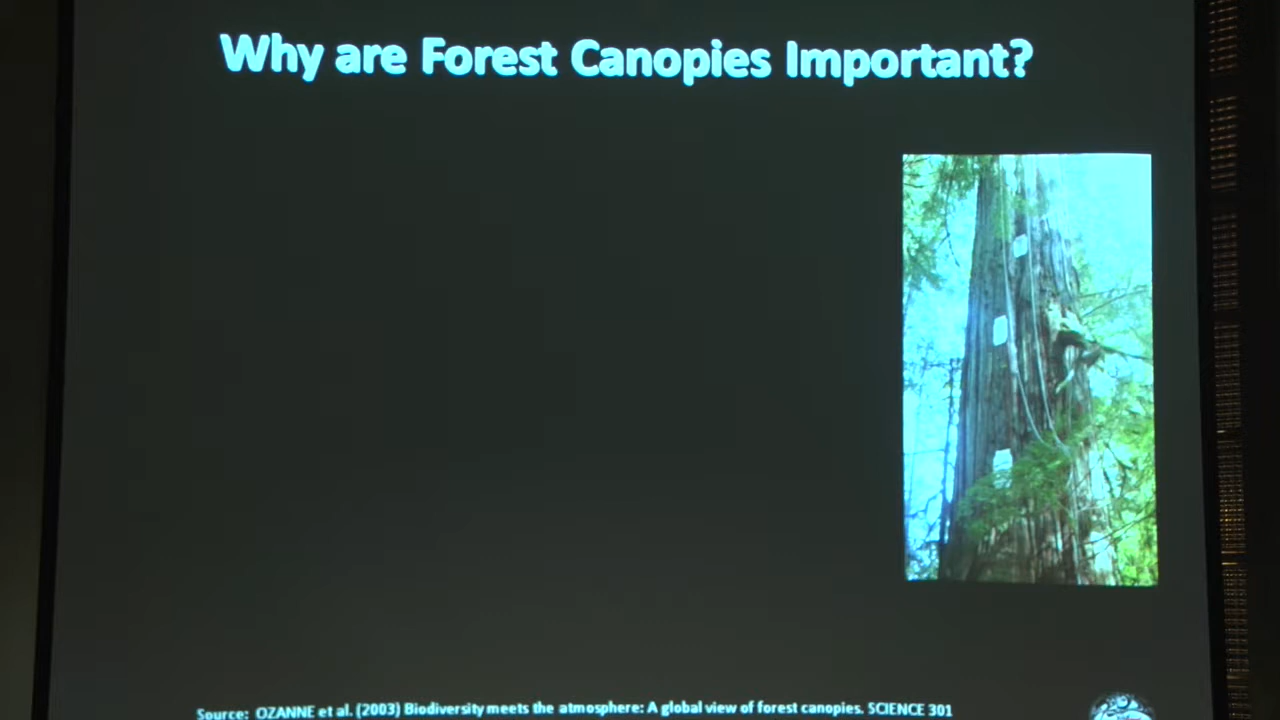 Why are Forest Canopies Important?
Source: OZANNE et al. (2003) Biodiversity meets the atmosphere: A global view of forest canopies. SCIENCE 301